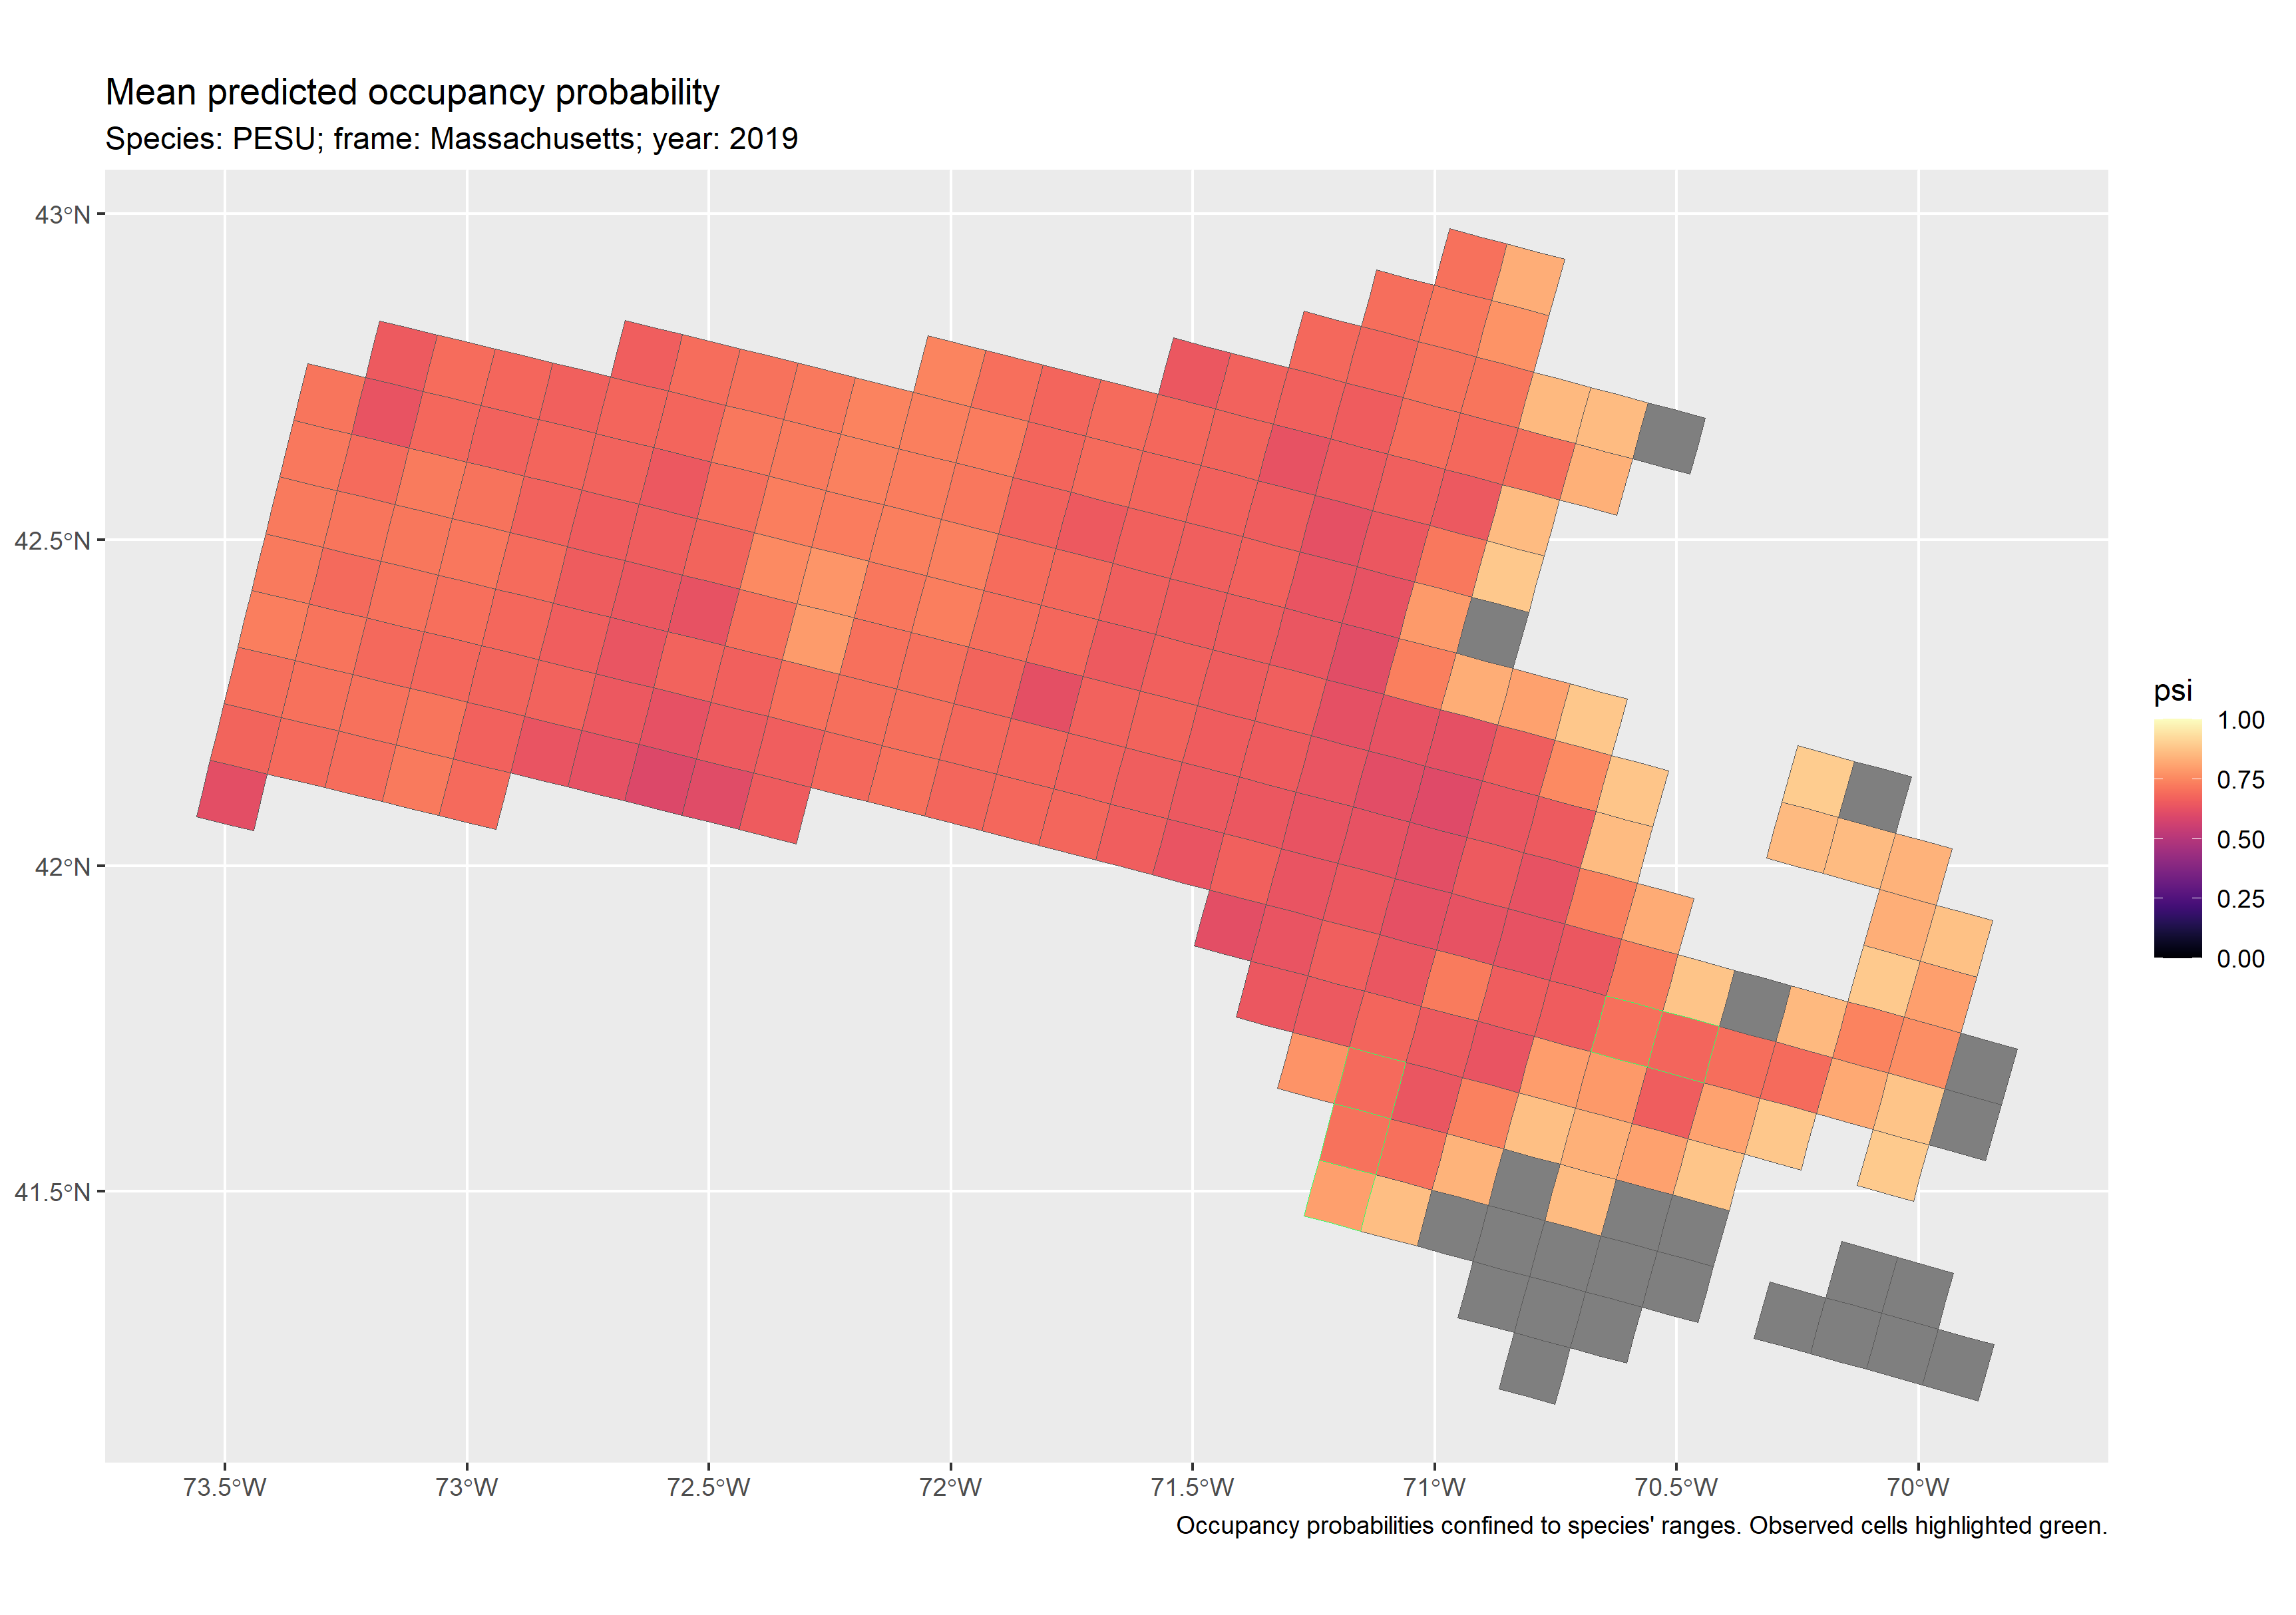 Mean predicted occupancy probability
Species: PESU; frame: Massachusetts; year: 2019
43°N
42.5°N
42°N
41.5°N
73.5°W
73°W
72.5°W
72°W
71.5°W
71°W
70.5°W
70°W
psi
1.00
0.75
0.50
0.25
0.00
Occupancy probabilities confined to species' ranges. Observed cells highlighted green.